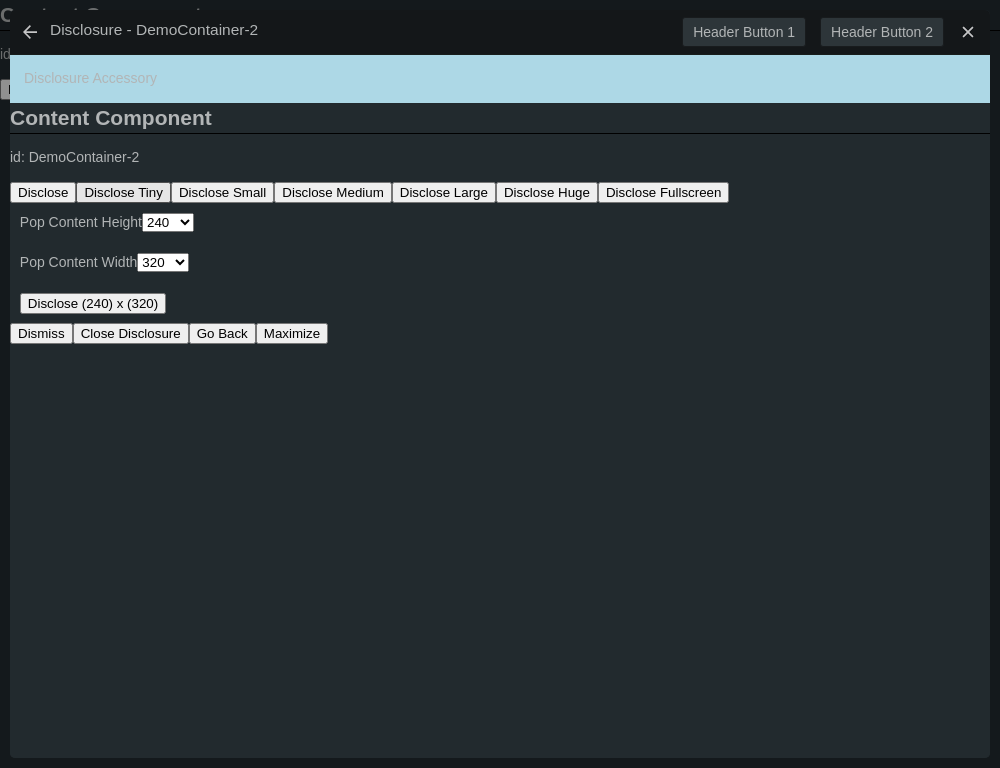 Disclosure - DemoContainer-2 Header Button 1 Header Button 2
Disclosure Accessory
Content Component
id: DemoContainer-2
Disclose Disclose Tiny Disclose Small Disclose Medium Disclose Large Disclose Huge Disclose Fullscreen
Pop Content Height 240
Pop Content Width 320
Disclose (240) x (320)
Dismiss Close Disclosure Go Back Maximize